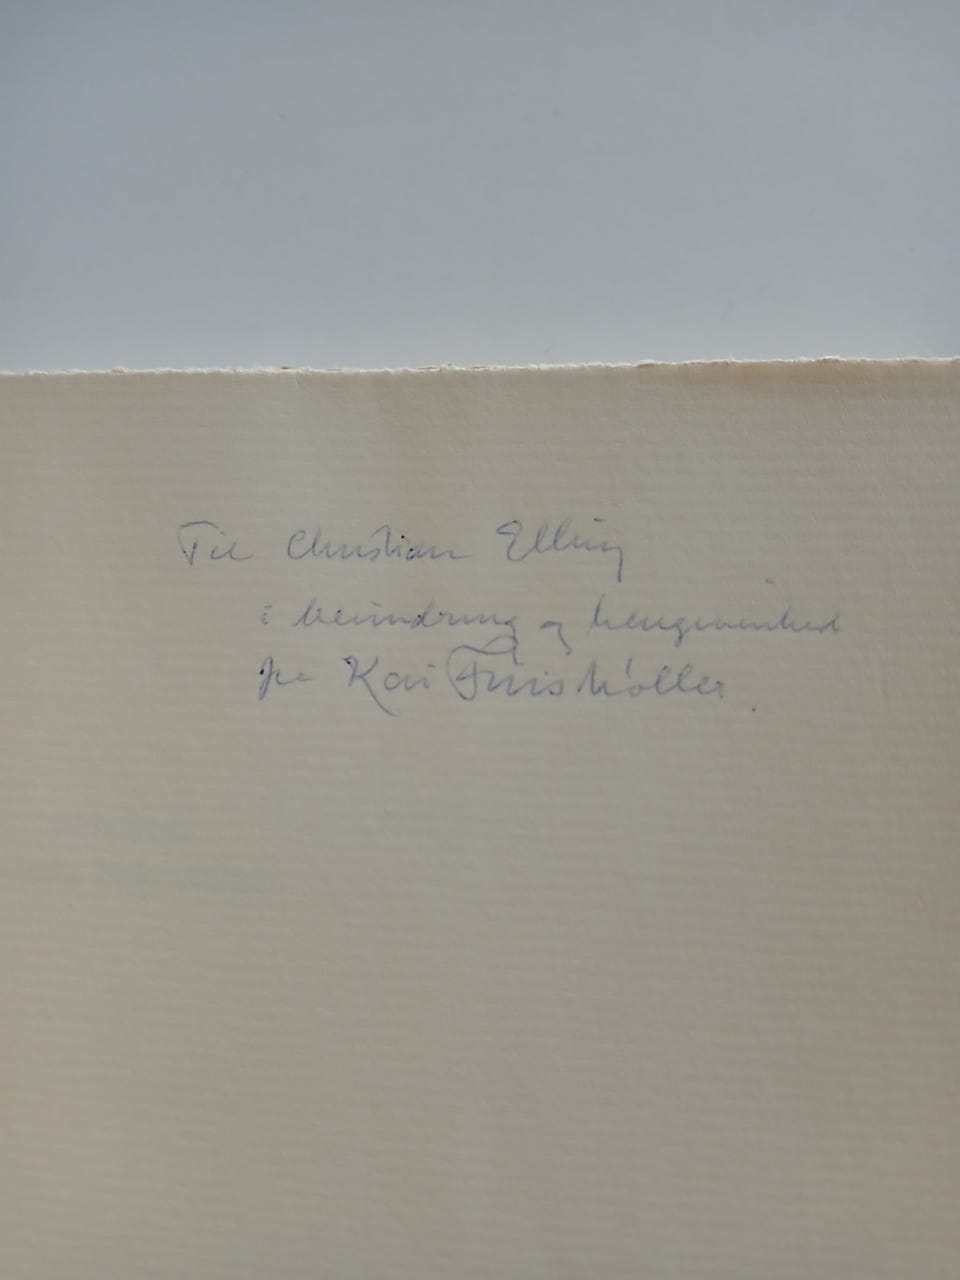 Til Christian Elling
i beundring og hengivenhed
fra Kai Friis Møller.